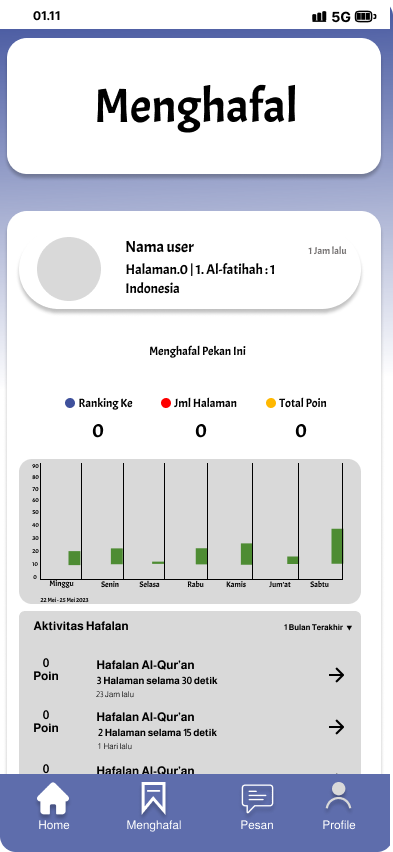 01.11 5G
Menghafal
Nama user
1 Jam lalu
Halaman.0 | 1. Al-fatihah : 1
Indonesia
Menghafal Pekan Ini
Ranking Ke Jml Halaman Total Poin
0 0 0
90
80
70
60
50
40
30
20
10
0
Minggu Senin Selasa Rabu Kamis Jum'at Sabtu
22 Mei - 25 Mei 2023
Aktivitas Hafalan 1 Bulan Terakhir
0
Poin
Hafalan Al-Qur'an
3 Halaman selama 30 detik
23 Jam lalu
0
Poin
Hafalan Al-Qur'an
2 Halaman selama 15 detik
1 Hari lalu
0
Hafalan Al-Qur'an
Home Menghafal Pesan Profile